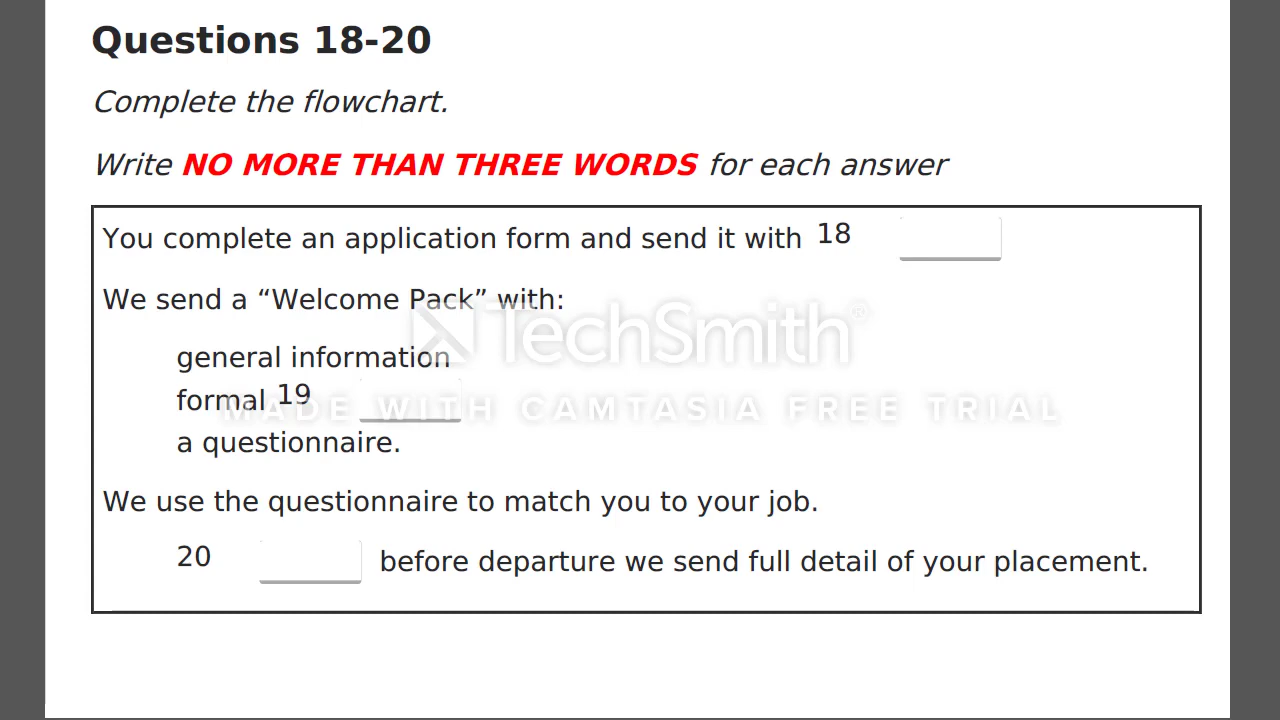 Questions 18-20
Complete the flowchart.
Write NO MORE THAN THREE WORDS for each answer
You complete an application form and send it with 18
We send a “Welcome Pack” with:
TechSmith®
general information
formal 19
MADE WITH CAMTASIA FREE TRIAL
a questionnaire.
We use the questionnaire to match you to your job.
20 before departure we send full detail of your placement.